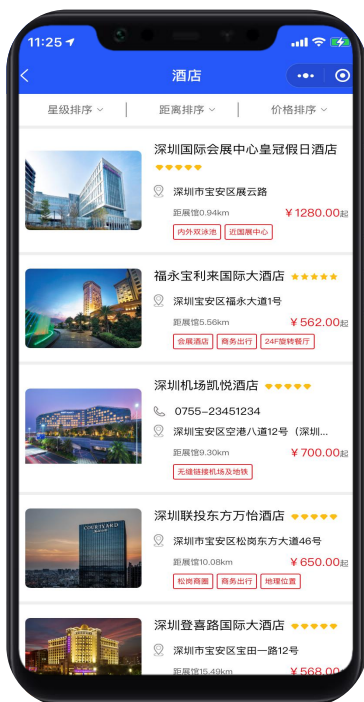 11:25
酒店
星级排序
距离排序
价格排序
深圳国际会展中心皇冠假日酒店
深圳市宝安区展云路
距展馆0.94km
¥1280.00起
内外双泳池 近国展中心
福永宝利来国际大酒店
深圳宝安区福永大道1号
距展馆5.56km
¥562.00起
会展酒店 商务出行 24F旋转餐厅
深圳机场凯悦酒店
0755-23451234
深圳宝安区空港八道12号（深圳...
距展馆9.30km
¥700.00起
无缝链接机场及地铁
深圳联投东方万怡酒店
深圳市宝安区松岗东方大道46号
距展馆10.08km
¥650.00起
松岗商圈 商务出行 地理位置
COURTYARD
深圳登喜路国际大酒店
深圳市宝安区宝田一路12号
距展馆15.49km
¥568.00起